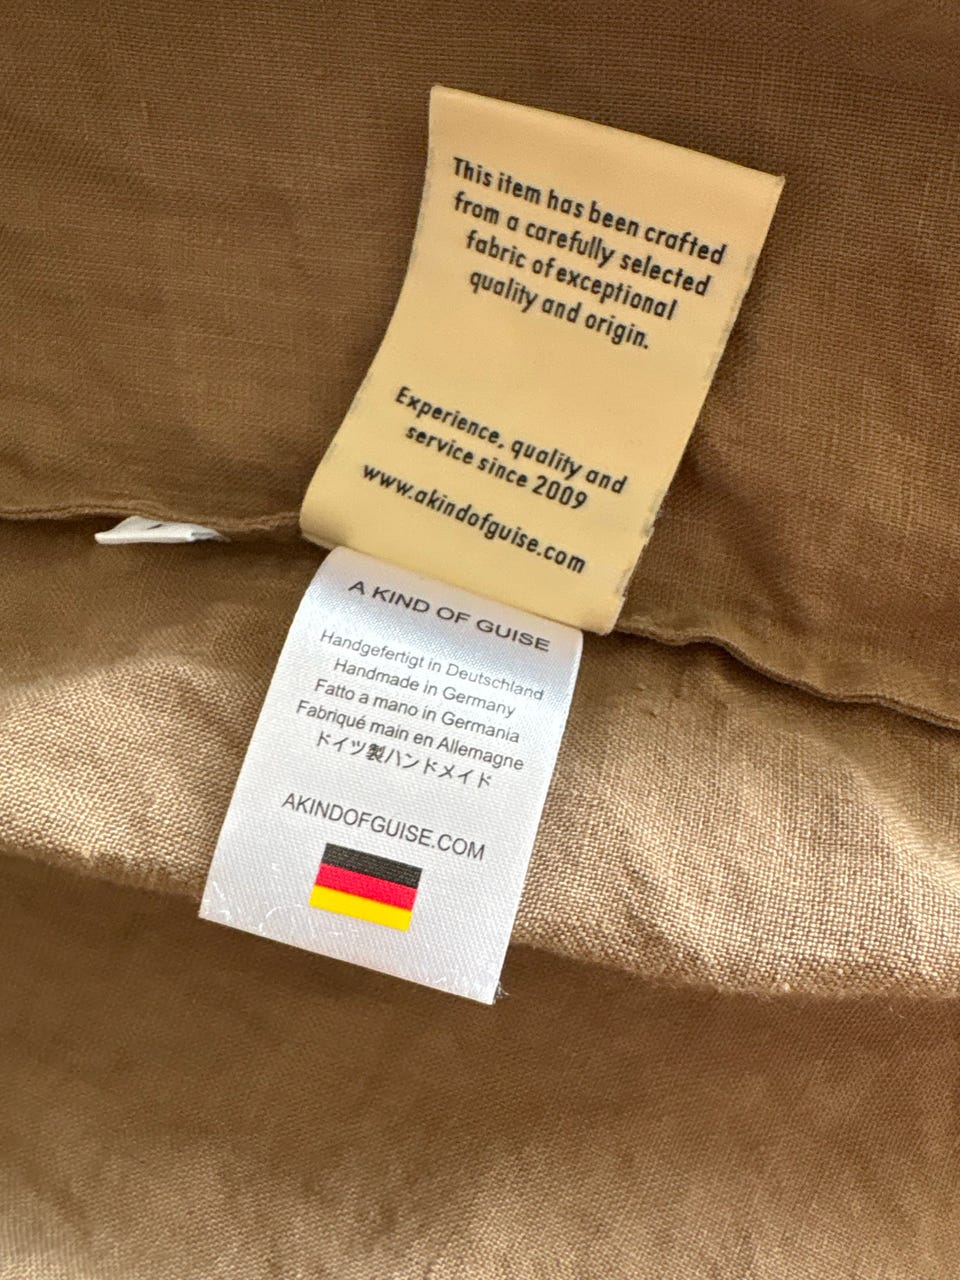 This item has been crafted
from a carefully selected
fabric of exceptional
quality and origin.
Experience, quality and
service since 2009
www.akindofguise.com
A KIND OF GUISE
Handgefertigt in Deutschland
Handmade in Germany
Fatto a mano in Germania
Fabriqué main en Allemagne
ドイツ製ハンドメイド
AKINDOFGUISE.COM